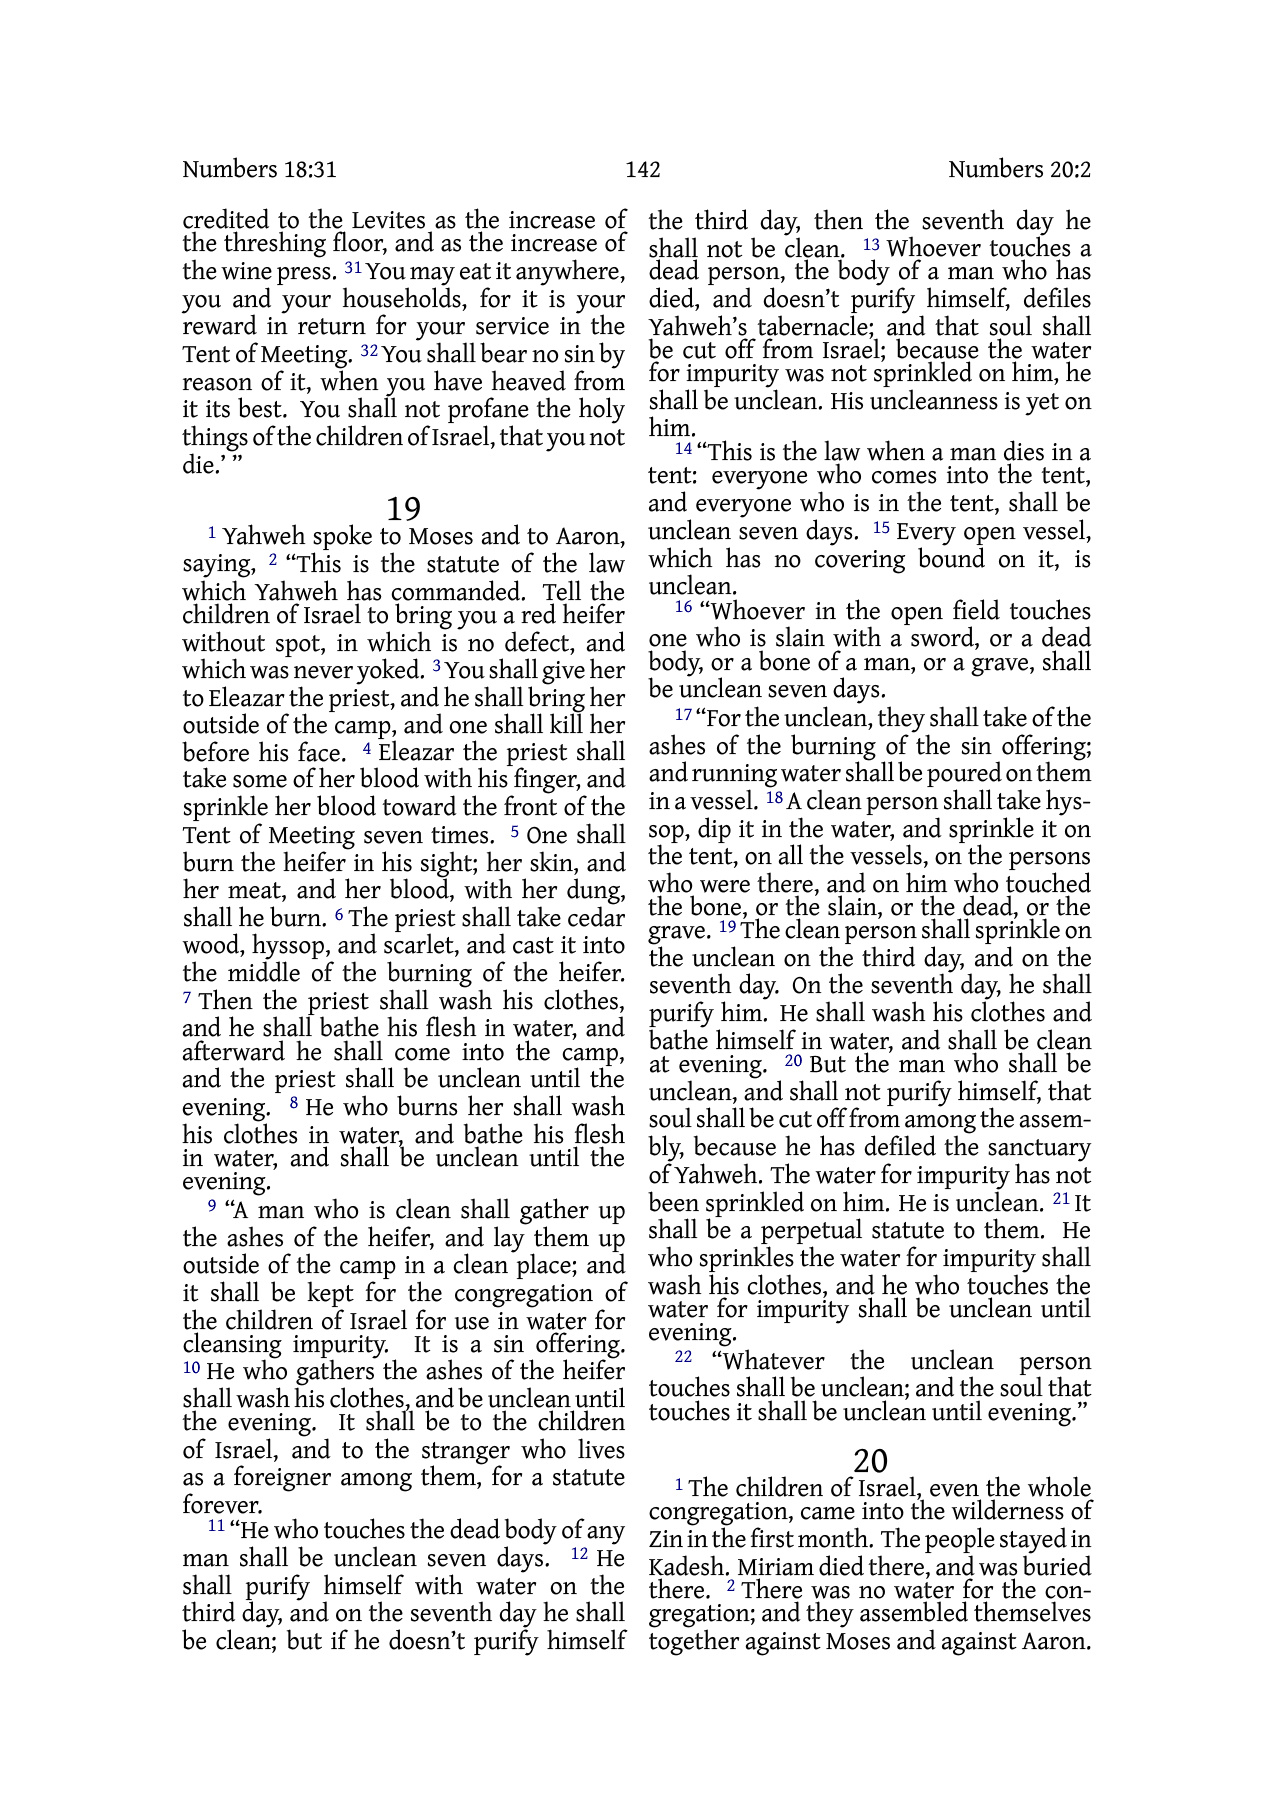 Numbers 18:31
142
Numbers 20:2
credited to the Levites as the increase of
the threshing floor, and as the increase of
the wine press. 31 You may eat it anywhere,
you and your households, for it is your
reward in return for your service in the
Tent of Meeting. 32 You shall bear no sin by
reason of it, when you have heaved from
it its best. You shall not profane the holy
things of the children of Israel, that you not
die.’ ”
19
1 Yahweh spoke to Moses and to Aaron,
saying, 2 “This is the statute of the law
which Yahweh has commanded. Tell the
children of Israel to bring you a red heifer
without spot, in which is no defect, and
which was never yoked. 3 You shall give her
to Eleazar the priest, and he shall bring her
outside of the camp, and one shall kill her
before his face. 4 Eleazar the priest shall
take some of her blood with his finger, and
sprinkle her blood toward the front of the
Tent of Meeting seven times. 5 One shall
burn the heifer in his sight; her skin, and
her meat, and her blood, with her dung,
shall he burn. 6 The priest shall take cedar
wood, hyssop, and scarlet, and cast it into
the middle of the burning of the heifer.
7 Then the priest shall wash his clothes,
and he shall bathe his flesh in water, and
afterward he shall come into the camp,
and the priest shall be unclean until the
evening. 8 He who burns her shall wash
his clothes in water, and bathe his flesh
in water, and shall be unclean until the
evening.
9 “A man who is clean shall gather up
the ashes of the heifer, and lay them up
outside of the camp in a clean place; and
it shall be kept for the congregation of
the children of Israel for use in water for
cleansing impurity. It is a sin offering.
10 He who gathers the ashes of the heifer
shall wash his clothes, and be unclean until
the evening. It shall be to the children
of Israel, and to the stranger who lives
as a foreigner among them, for a statute
forever.
11 “He who touches the dead body of any
man shall be unclean seven days. 12 He
shall purify himself with water on the
third day, and on the seventh day he shall
be clean; but if he doesn’t purify himself
the third day, then the seventh day he
shall not be clean. 13 Whoever touches a
dead person, the body of a man who has
died, and doesn’t purify himself, defiles
Yahweh’s tabernacle; and that soul shall
be cut off from Israel; because the water
for impurity was not sprinkled on him, he
shall be unclean. His uncleanness is yet on
him.
14 “This is the law when a man dies in a
tent: everyone who comes into the tent,
and everyone who is in the tent, shall be
unclean seven days. 15 Every open vessel,
which has no covering bound on it, is
unclean.
16 “Whoever in the open field touches
one who is slain with a sword, or a dead
body, or a bone of a man, or a grave, shall
be unclean seven days.
17 “For the unclean, they shall take of the
ashes of the burning of the sin offering;
and running water shall be poured on them
in a vessel. 18 A clean person shall take hys-
sop, dip it in the water, and sprinkle it on
the tent, on all the vessels, on the persons
who were there, and on him who touched
the bone, or the slain, or the dead, or the
grave. 19 The clean person shall sprinkle on
the unclean on the third day, and on the
seventh day. On the seventh day, he shall
purify him. He shall wash his clothes and
bathe himself in water, and shall be clean
at evening. 20 But the man who shall be
unclean, and shall not purify himself, that
soul shall be cut off from among the assem-
bly, because he has defiled the sanctuary
of Yahweh. The water for impurity has not
been sprinkled on him. He is unclean. 21 It
shall be a perpetual statute to them. He
who sprinkles the water for impurity shall
wash his clothes, and he who touches the
water for impurity shall be unclean until
evening.
22 “Whatever the unclean person
touches shall be unclean; and the soul that
touches it shall be unclean until evening.”
20
1 The children of Israel, even the whole
congregation, came into the wilderness of
Zin in the first month. The people stayed in
Kadesh. Miriam died there, and was buried
there. 2 There was no water for the con-
gregation; and they assembled themselves
together against Moses and against Aaron.